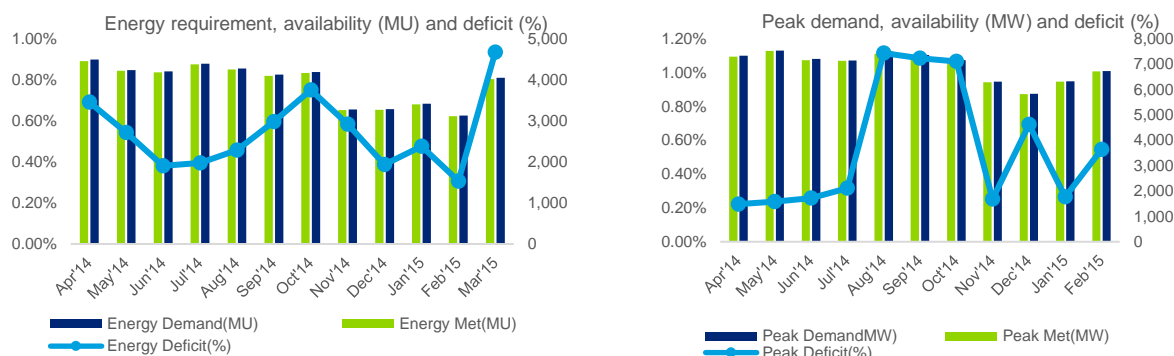 Energy requirement, availability (MU) and deficit (%)
1.00%
0.80%
0.60%
0.40%
0.20%
0.00%
5,000
4,000
3,000
2,000
1,000
0
Apr'14
May'14
Jun'14
Jul'14
Aug'14
Sep'14
Oct'14
Nov'14
Dec'14
Jan'15
Feb'15
Mar'15
Energy Demand(MU)
Energy Met(MU)
Energy Deficit(%)
Peak demand, availability (MW) and deficit (%)
1.20%
1.00%
0.80%
0.60%
0.40%
0.20%
0.00%
8,000
7,000
6,000
5,000
4,000
3,000
2,000
1,000
0
Apr'14
May'14
Jun'14
Jul'14
Aug'14
Sep'14
Oct'14
Nov'14
Dec'14
Jan'15
Feb'15
Peak DemandMW)
Peak Met(MW)
Peak Deficit(%)